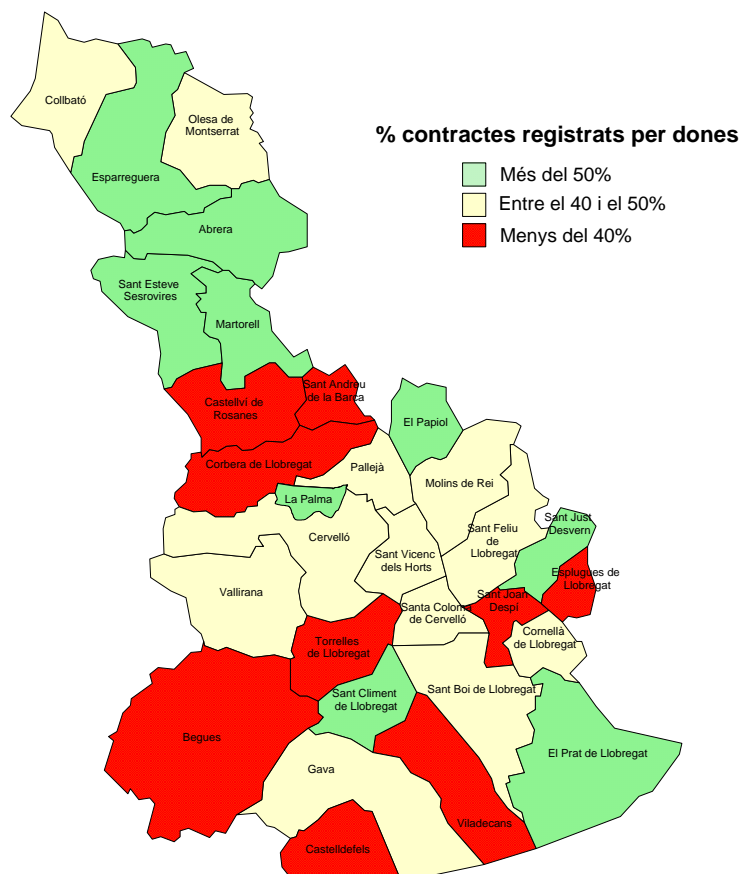 Collbató
Olesa de
Montserrat
% contractes registrats per dones
Més del 50%
Entre el 40 i el 50%
Menys del 40%
Esparreguera
Abrera
Sant Esteve
Sesrovires
Martorell
Sant Andreu
de la Barca
Castellví de
Rosanes
El Papiol
Corbera de Llobregat
Pallejà
Molins de Rei
La Palma
Sant Just
Desvern
Sant Feliu
de
Llobregat
Cervelló
Sant Vicenc
dels Horts
Esplugues de
Llobregat
Vallirana
Sant Joan
Despí
Santa Coloma
de Cervelló
Cornellà
de Llobregat
Torrelles
de Llobregat
Sant Boi de Llobregat
Sant Climent
de Llobregat
Begues
El Prat de Llobregat
Gava
Viladecans
Castelldefels